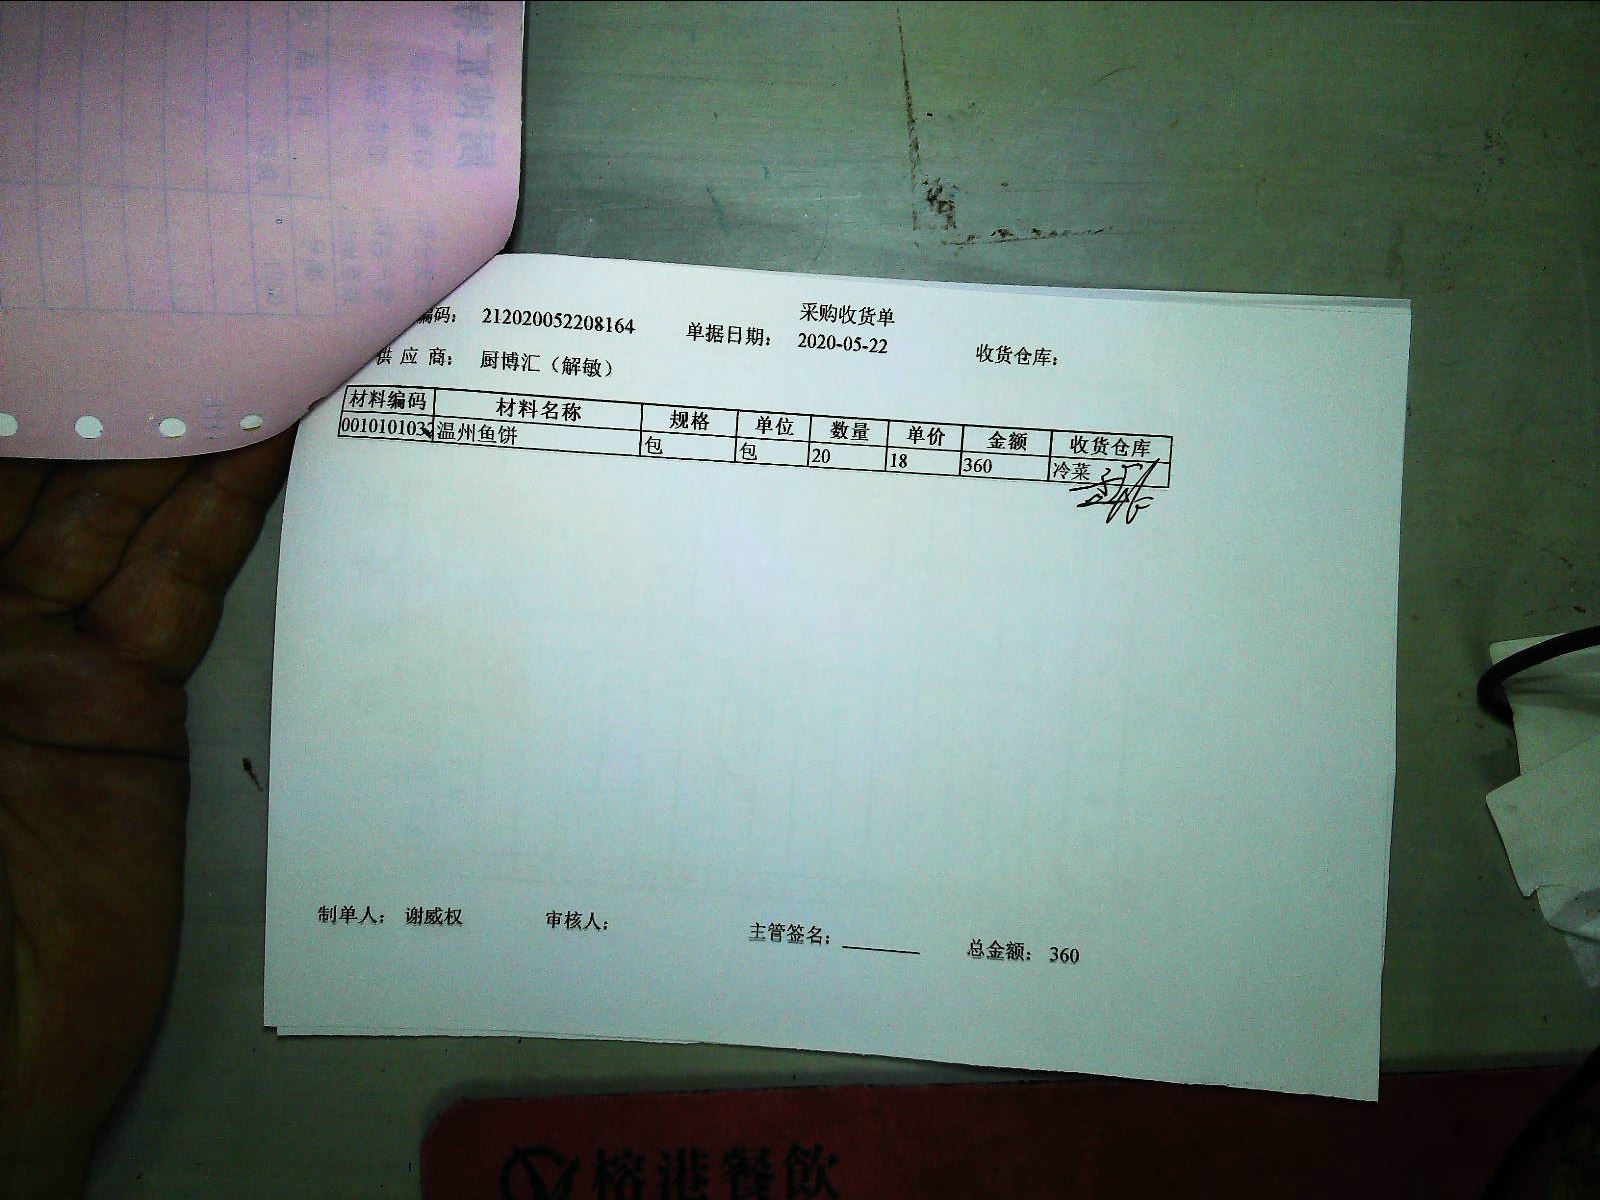 采购收货单
编码： 212020052208164 单据日期： 2020-05-22 收货仓库：
供 应 商： 厨博汇（解敏）
材料编码 材料名称 规格 单位 数量 单价 金额 收货仓库
温州鱼饼 包 包 20 18 360 冷菜
制单人： 谢威权 审核人： 主管签名： 总金额： 360
榕港餐飲